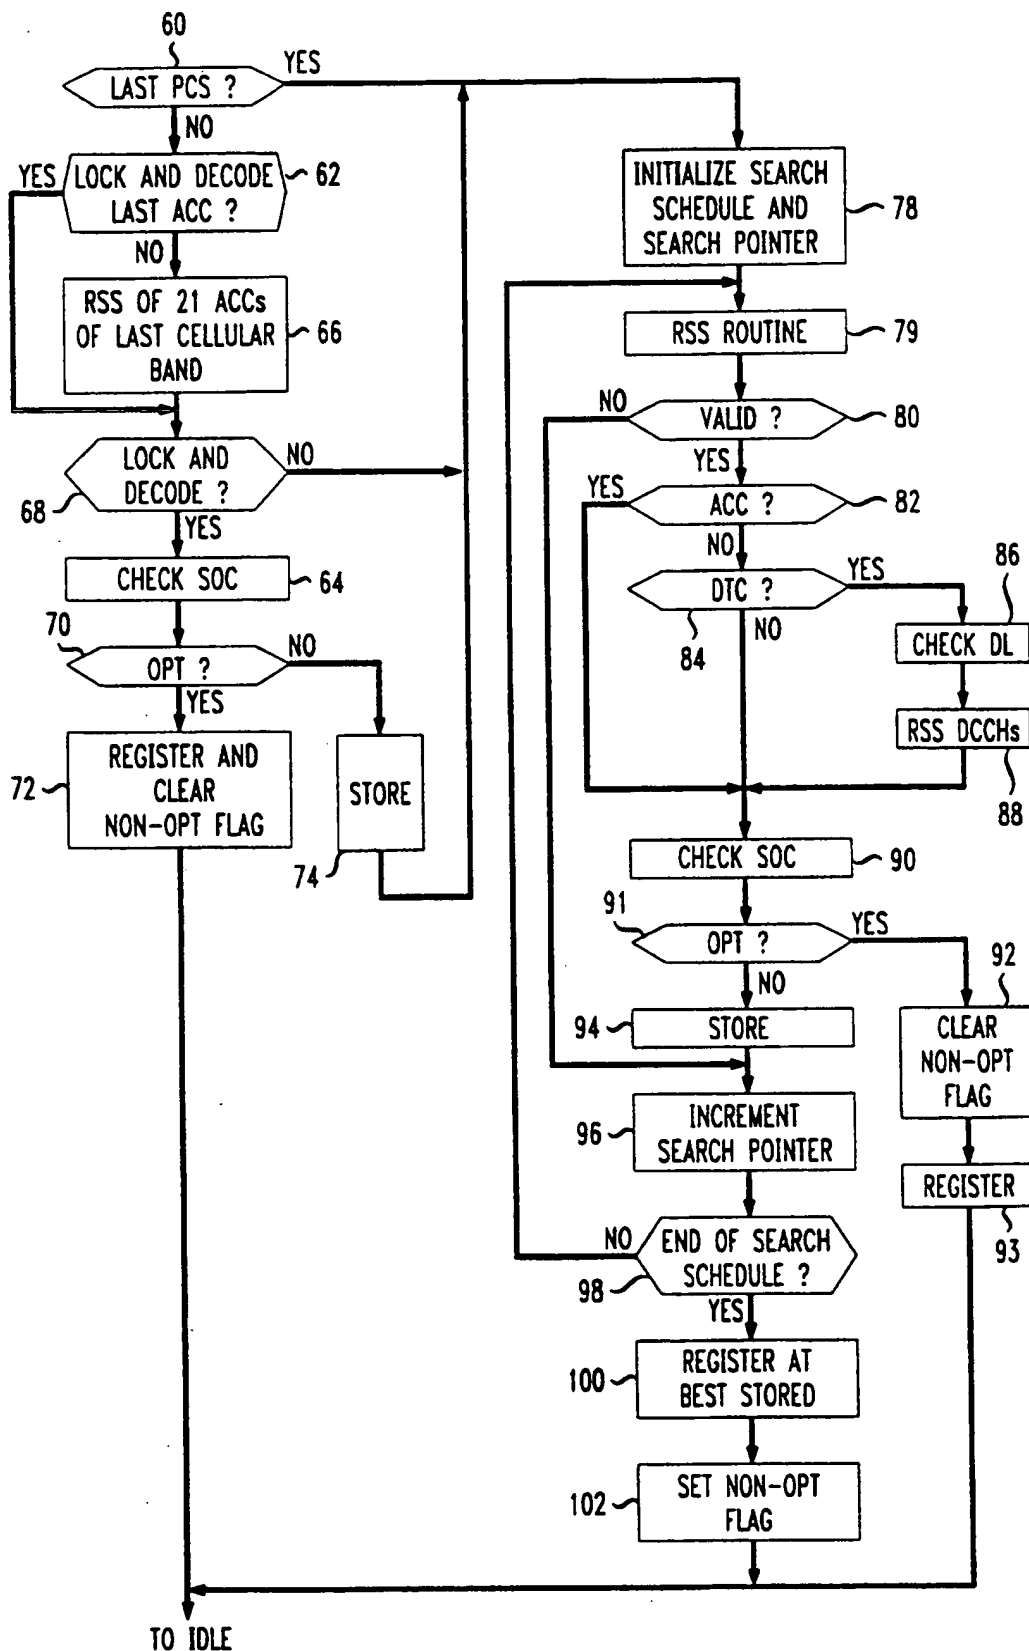 60
LAST PCS ?
YES
NO
YES
LOCK AND DECODE
LAST ACC ?
62
NO
RSS OF 21 ACCs
OF LAST CELLULAR
BAND
66
LOCK AND
DECODE ?
NO
68
YES
CHECK SOC
64
70
OPT ?
NO
YES
REGISTER AND
CLEAR
NON-OPT FLAG
72
STORE
74
INITIALIZE SEARCH
SCHEDULE AND
SEARCH POINTER
78
RSS ROUTINE
79
NO
VALID ?
80
YES
YES
ACC ?
82
NO
DTC ?
YES
84
NO
86
CHECK DL
RSS DCCHs
88
CHECK SOC
90
91
OPT ?
YES
NO
92
CLEAR
NON-OPT
FLAG
94
STORE
96
INCREMENT
SEARCH POINTER
REGISTER
93
NO
END OF SEARCH
SCHEDULE ?
98
YES
100
REGISTER AT
BEST STORED
102
SET NON-OPT
FLAG
TO IDLE